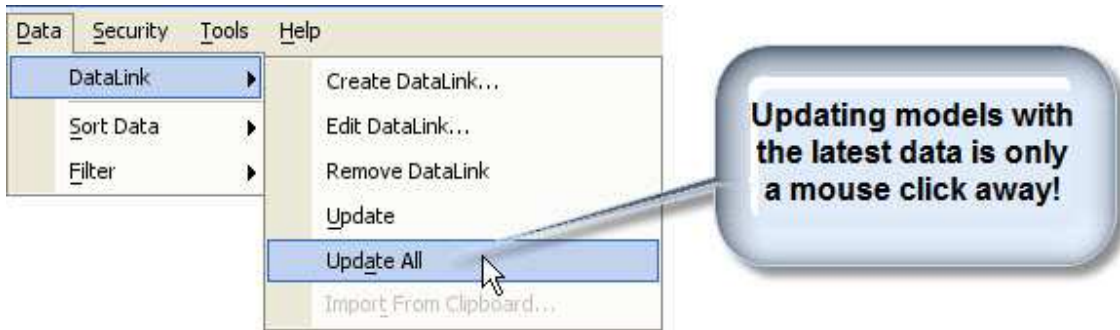 Data Security Tools Help
DataLink
Sort Data
Filter
Create DataLink...
Edit DataLink...
Remove DataLink
Update
Update All
Import From Clipboard...
Updating models with
the latest data is only
a mouse click away!